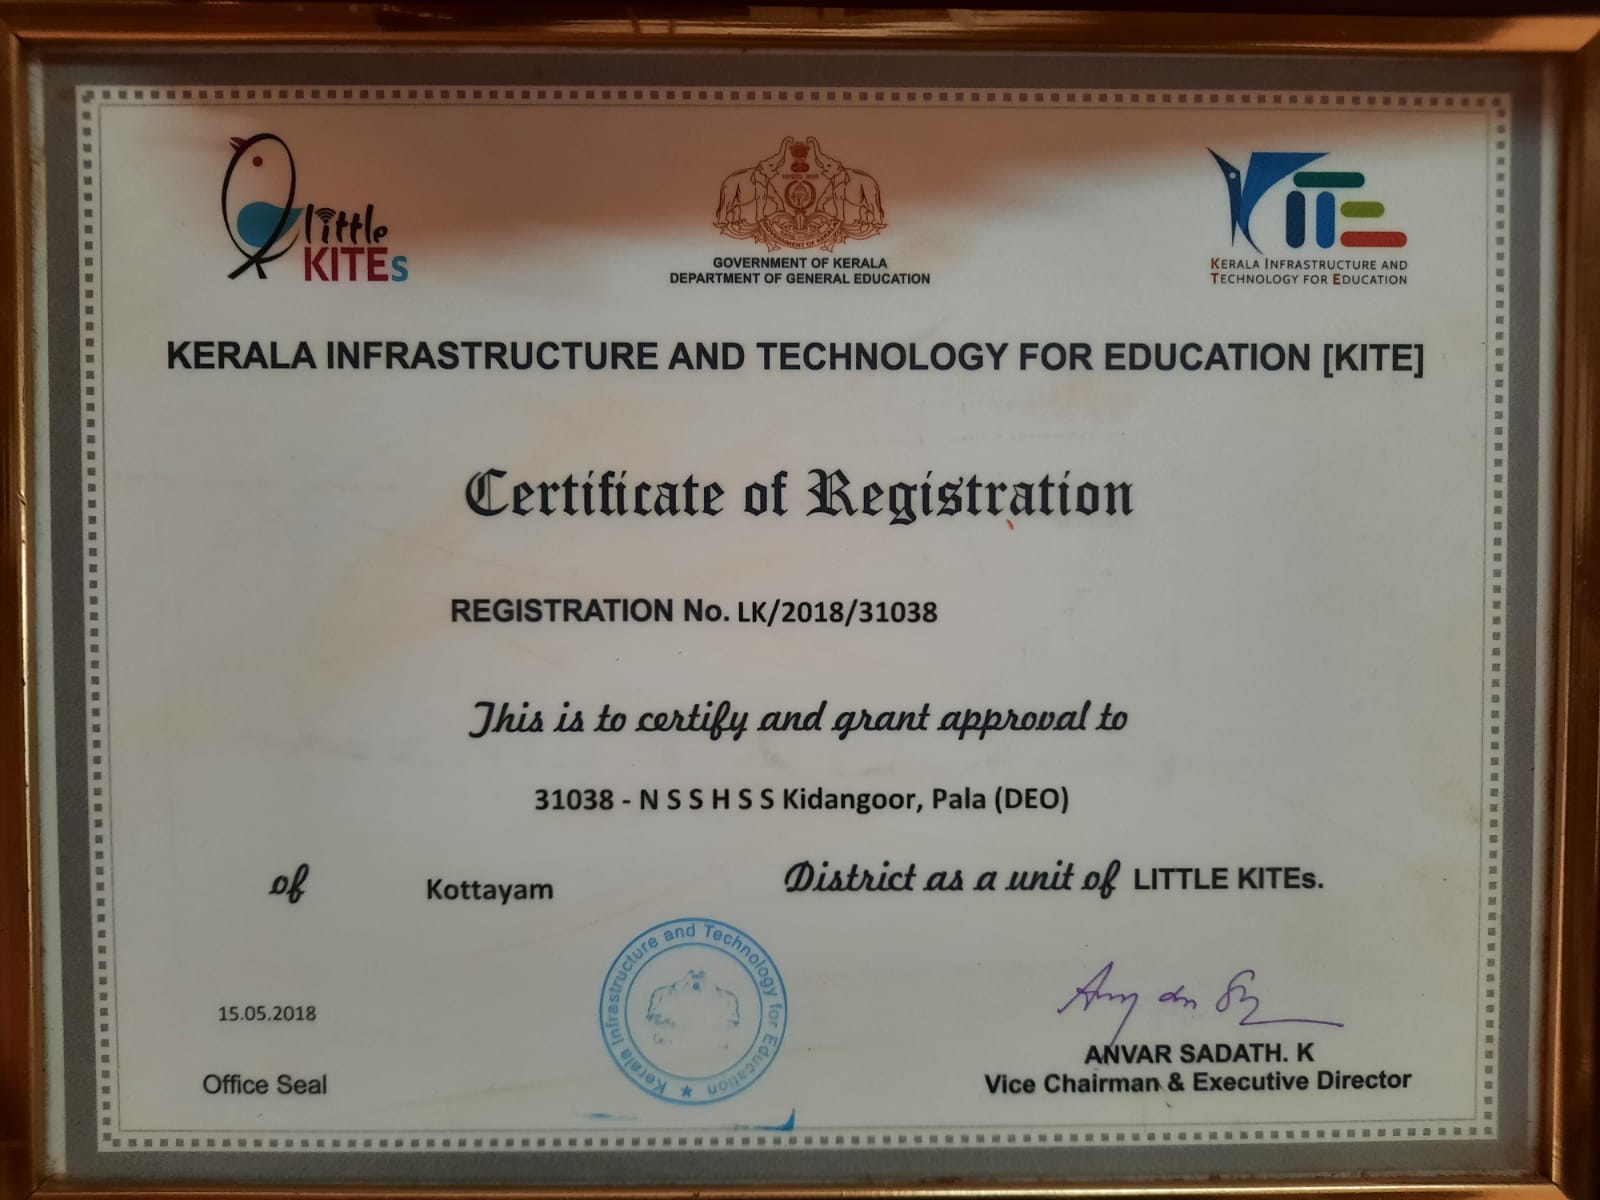 little
KITEs
GOVERNMENT OF KERALA
DEPARTMENT OF GENERAL EDUCATION
KITE
KERALA INFRASTRUCTURE AND
TECHNOLOGY FOR EDUCATION
KERALA INFRASTRUCTURE AND TECHNOLOGY FOR EDUCATION [KITE]
Certificate of Registration
REGISTRATION No. LK/2018/31038
This is to certify and grant approval to
31038 - N S S H S S Kidangoor, Pala (DEO)
of Kottayam District as a unit of LITTLE KITEs.
Kerala Infrastructure and Technology for Education
15.05.2018
Office Seal
ANVAR SADATH. K
Vice Chairman & Executive Director